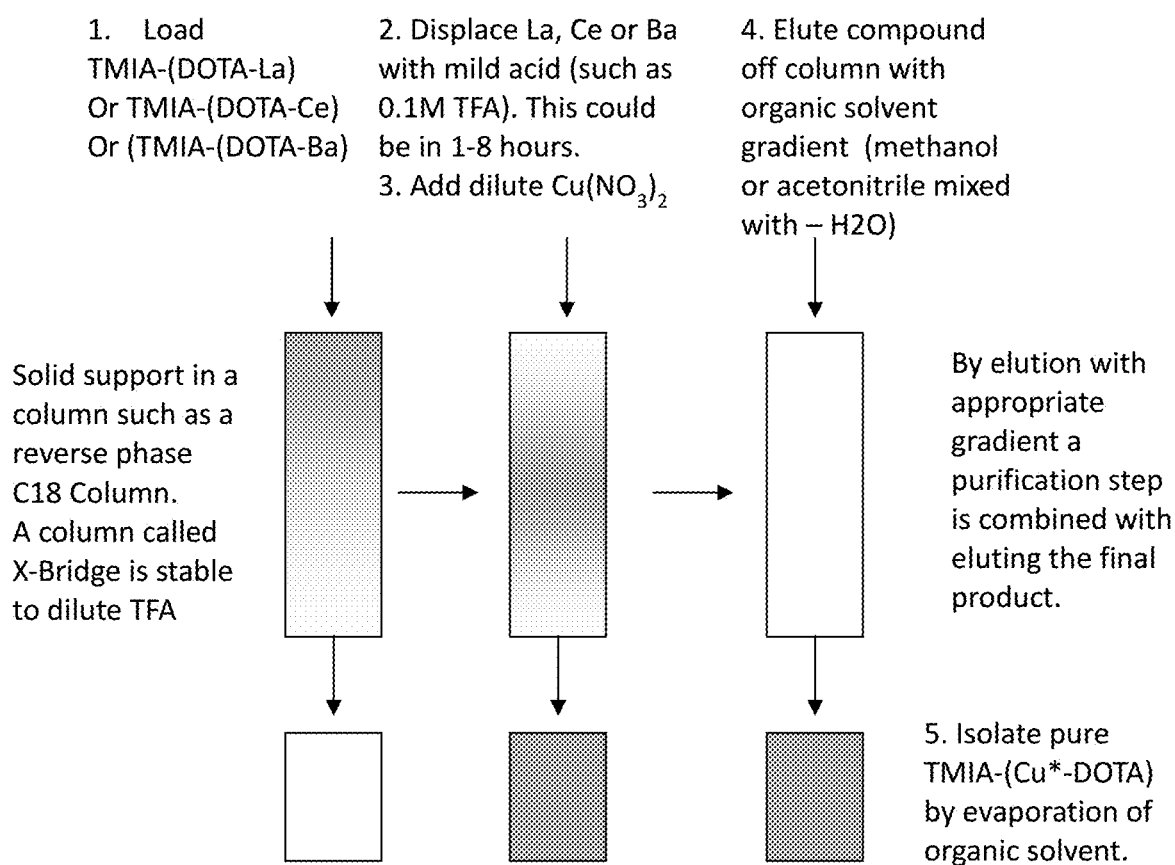 1. Load
TMIA-(DOTA-La)
Or TMIA-(DOTA-Ce)
Or (TMIA-(DOTA-Ba)
2. Displace La, Ce or Ba
with mild acid (such as
0.1M TFA). This could
be in 1-8 hours.
3. Add dilute Cu(NO3)2
4. Elute compound
off column with
organic solvent
gradient (methanol
or acetonitrile mixed
with – H2O)
Solid support in a
column such as a
reverse phase
C18 Column.
A column called
X-Bridge is stable
to dilute TFA
By elution with
appropriate
gradient a
purification step
is combined with
eluting the final
product.
5. Isolate pure
TMIA-(Cu*-DOTA)
by evaporation of
organic solvent.